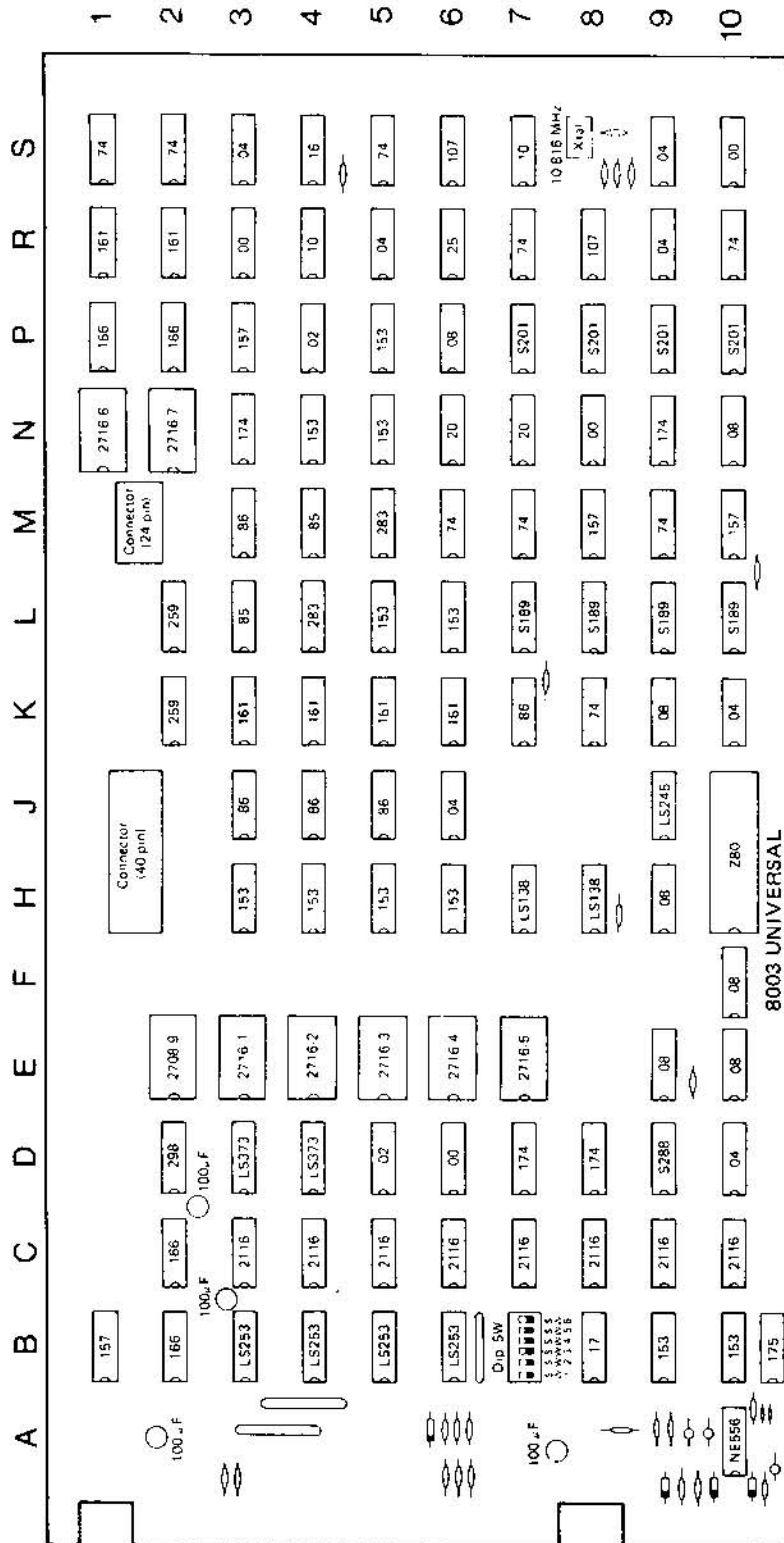 1 2 3 4 5 6 7 8 9 10
S 74 74 04 16 74 107 10 10 816 MHz Xtal 04 00
R 161 161 00 10 04 25 74 107 04 74
P 166 166 157 02 153 08 S201 S201 S201 S201
N 2716 6 2716 7 174 153 153 20 20 00 174 08
M Connector (24 pin) 86 85 283 74 74 157 74 157
L 259 85 283 153 153 S189 S189 S189 S189
K 259 161 161 161 161 86 74 08 04
J 86 86 86 04 LS245
Connector (40 pin)
Z80
H 153 153 153 153 LS138 LS138 08
F 08
E 2708 9 2716-1 2716-2 2716-3 2716-4 2716-5 08 08
D 298 LS373 LS373 02 00 174 174 S288 04
100µF
C 166 2116 2116 2116 2116 2116 2116 2116 2116
100µF
B 157 166 LS253 LS253 LS253 LS253 Dip SW 17 153 153 175
S S S S S S
W W W W W W
1 2 3 4 5 6
A 100µF 100µF NE556
8003 UNIVERSAL